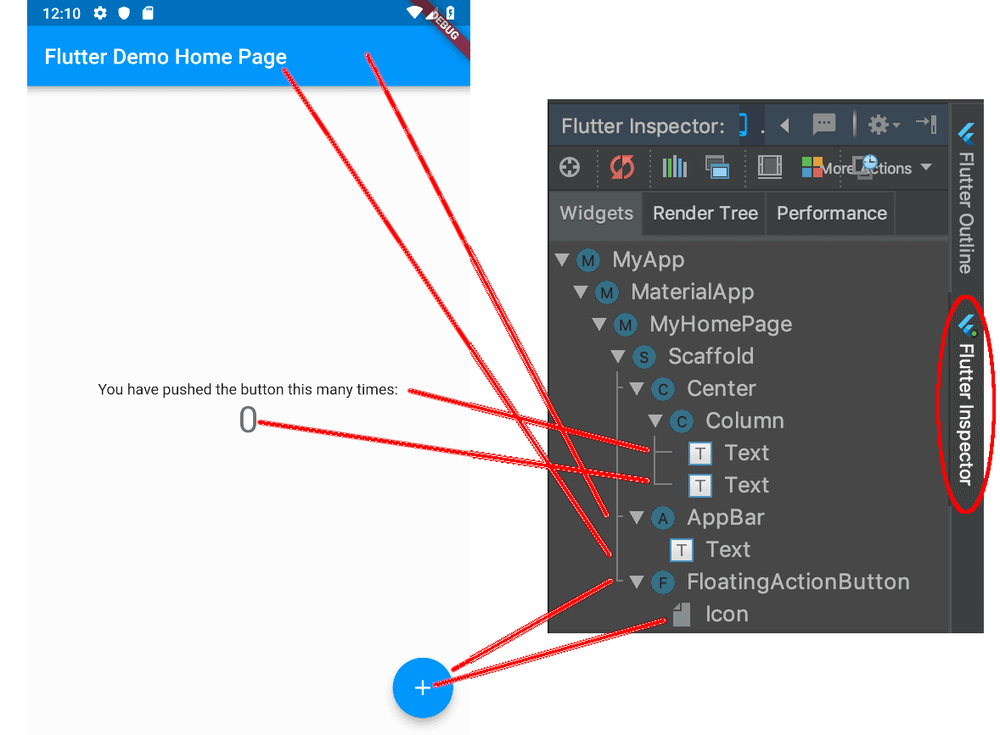 12:10
DEBUG
Flutter Demo Home Page
You have pushed the button this many times:
0
Flutter Inspector:
More Actions
Widgets
Render Tree
Performance
M MyApp
M MaterialApp
M MyHomePage
S Scaffold
C Center
C Column
T Text
T Text
A AppBar
T Text
F FloatingActionButton
Icon
Flutter Outline
Flutter Inspector